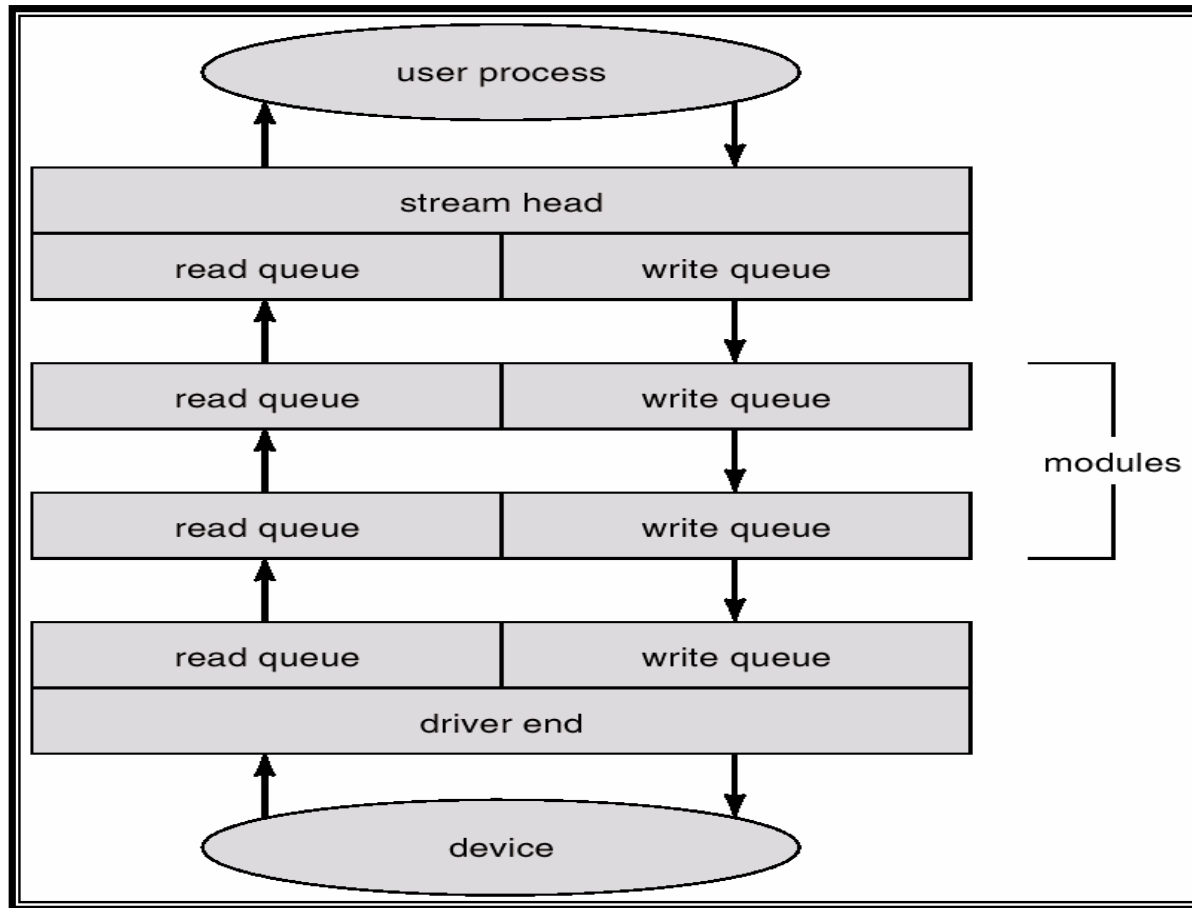 user process
stream head
read queue write queue
read queue write queue
modules
read queue write queue
read queue write queue
driver end
device